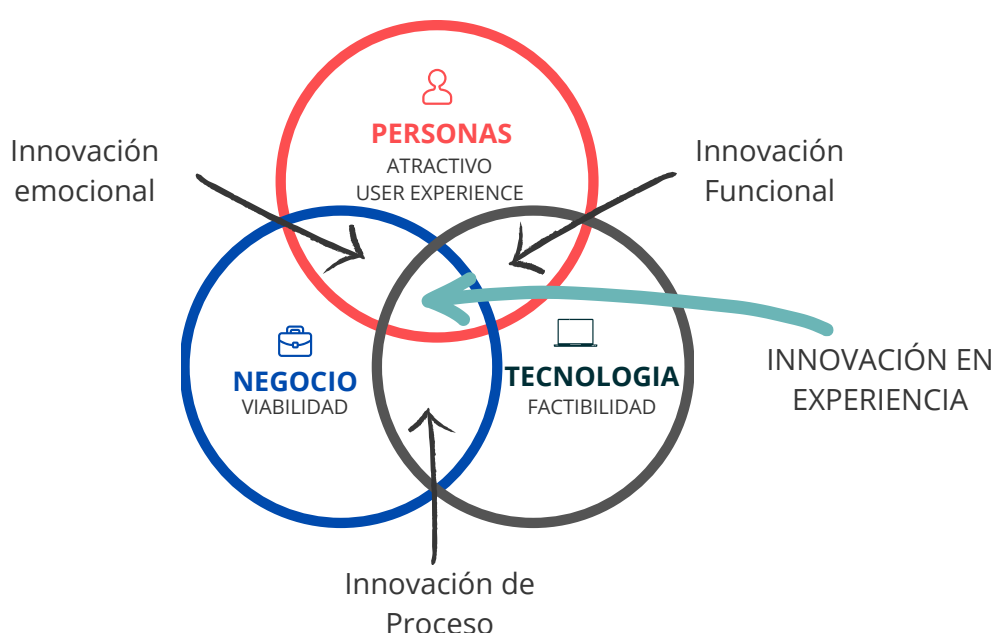 PERSONAS
ATRACTIVO
USER EXPERIENCE
Innovación
emocional
Innovación
Funcional
NEGOCIO
VIABILIDAD
TECNOLOGIA
FACTIBILIDAD
INNOVACIÓN EN
EXPERIENCIA
Innovación de
Proceso